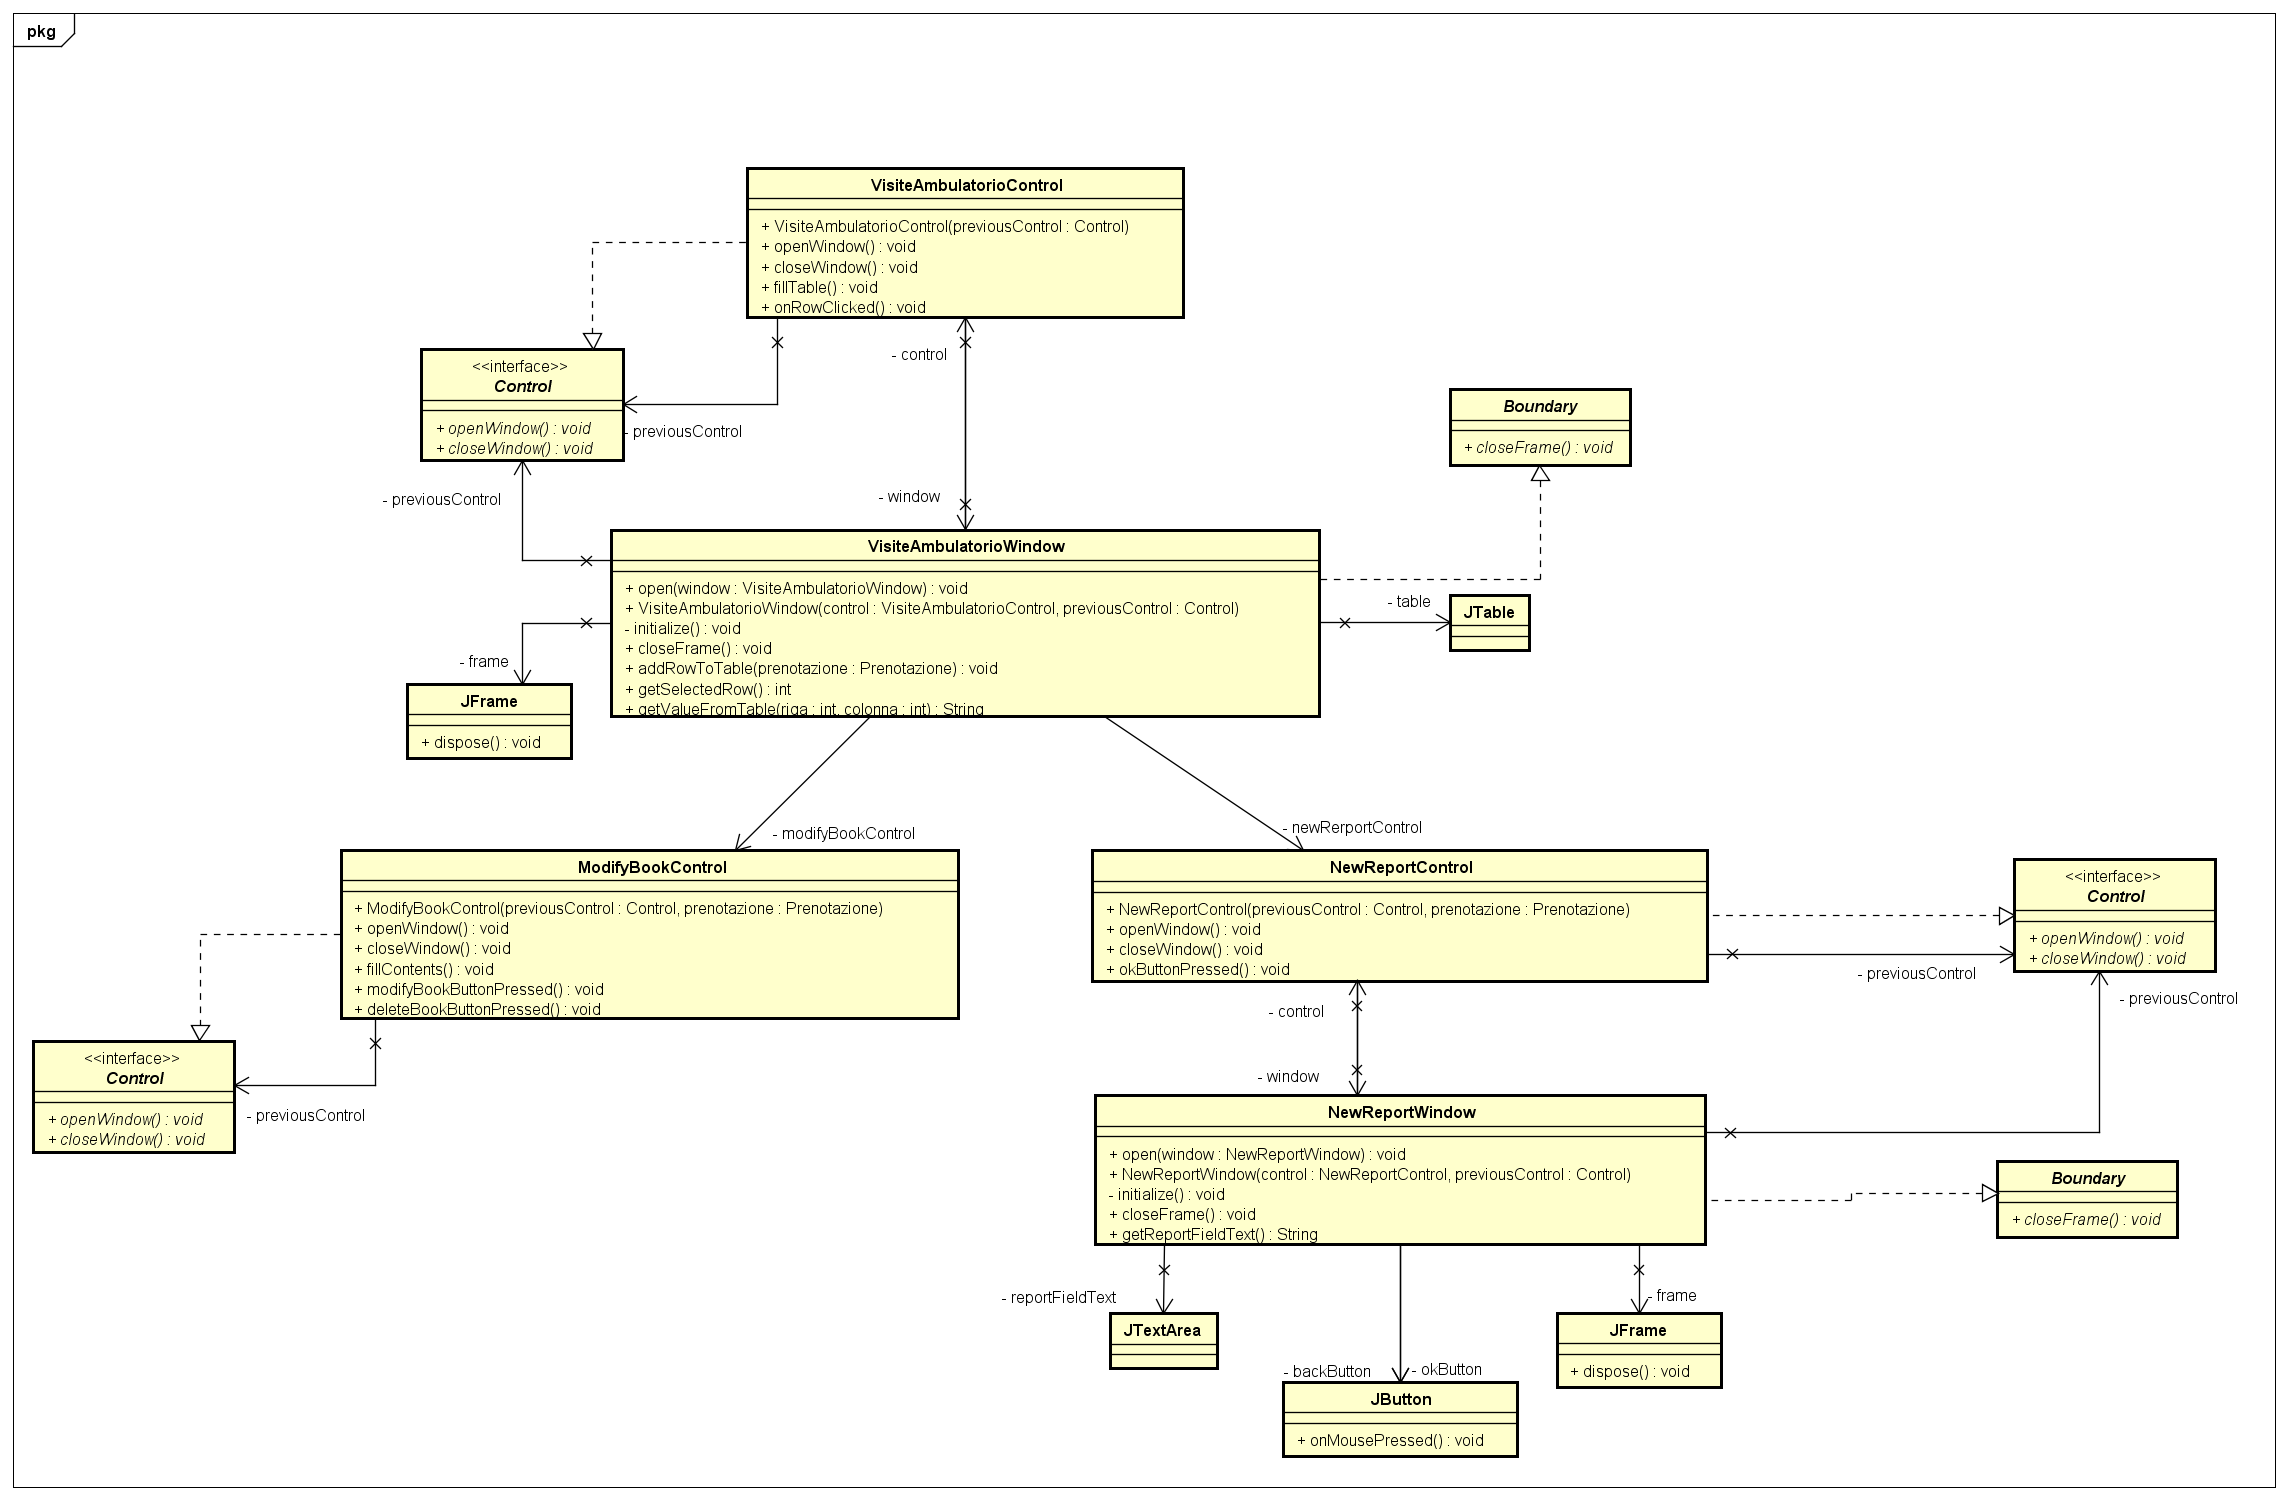 pkg
VisiteAmbulatorioControl
+ VisiteAmbulatorioControl(previousControl : Control)
+ openWindow() : void
+ closeWindow() : void
+ fillTable() : void
+ onRowClicked() : void
- control
<<interface>>
Control
+ openWindow() : void
+ closeWindow() : void
- previousControl
- previousControl
- window
Boundary
+ closeFrame() : void
VisiteAmbulatorioWindow
+ open(window : VisiteAmbulatorioWindow) : void
+ VisiteAmbulatorioWindow(control : VisiteAmbulatorioControl, previousControl : Control)
- initialize() : void
+ closeFrame() : void
+ addRowToTable(prenotazione : Prenotazione) : void
+ getSelectedRow() : int
+ getValueFromTable(riga : int, colonna : int) : String
- table
JTable
- frame
JFrame
+ dispose() : void
- modifyBookControl
- newRerportControl
ModifyBookControl
+ ModifyBookControl(previousControl : Control, prenotazione : Prenotazione)
+ openWindow() : void
+ closeWindow() : void
+ fillContents() : void
+ modifyBookButtonPressed() : void
+ deleteBookButtonPressed() : void
NewReportControl
+ NewReportControl(previousControl : Control, prenotazione : Prenotazione)
+ openWindow() : void
+ closeWindow() : void
+ okButtonPressed() : void
<<interface>>
Control
+ openWindow() : void
+ closeWindow() : void
- previousControl
- previousControl
- control
- window
<<interface>>
Control
+ openWindow() : void
+ closeWindow() : void
- previousControl
NewReportWindow
+ open(window : NewReportWindow) : void
+ NewReportWindow(control : NewReportControl, previousControl : Control)
- initialize() : void
+ closeFrame() : void
+ getReportFieldText() : String
Boundary
+ closeFrame() : void
- reportFieldText
JTextArea
- backButton
- okButton
JButton
+ onMousePressed() : void
- frame
JFrame
+ dispose() : void